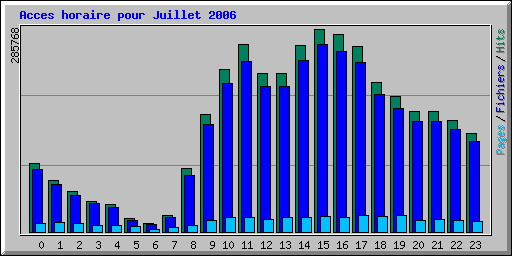 Acces horaire pour Juillet 2006
285768
Pages / Fichiers / Hits
0 1 2 3 4 5 6 7 8 9 10 11 12 13 14 15 16 17 18 19 20 21 22 23